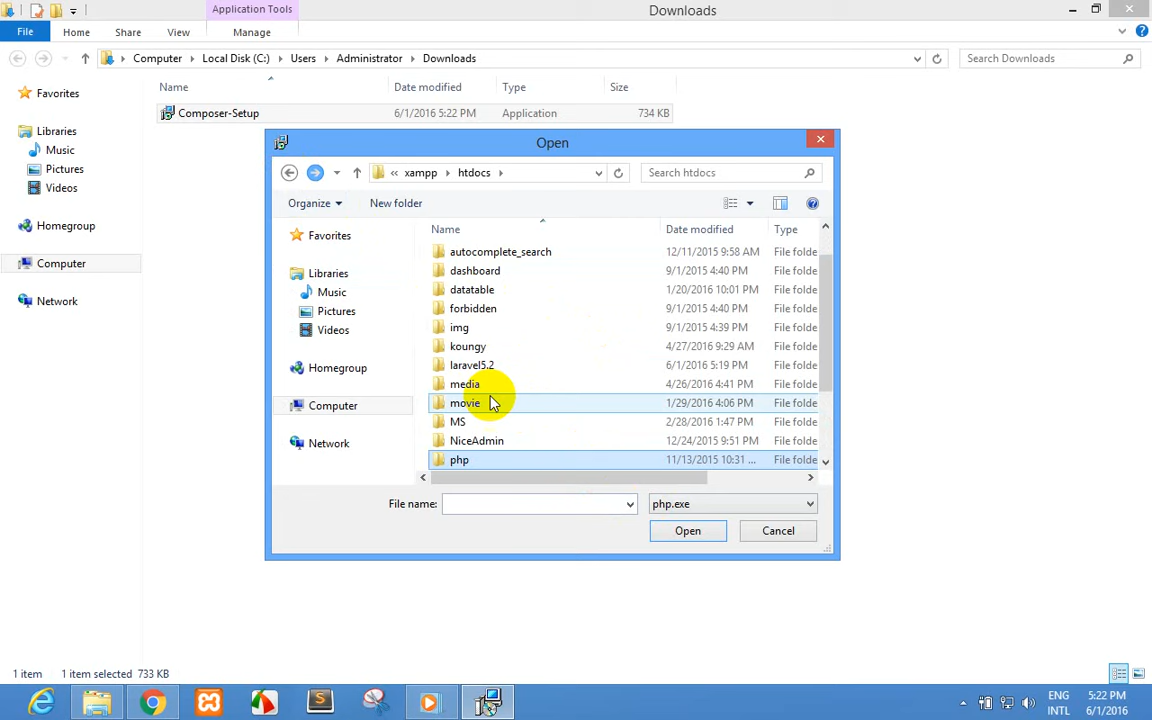 Application Tools
Downloads
File
Home
Share
View
Manage
Computer
Local Disk (C:)
Users
Administrator
Downloads
Search Downloads
Favorites
Libraries
Music
Pictures
Videos
Homegroup
Computer
Network
Name
Date modified
Type
Size
Composer-Setup
6/1/2016 5:22 PM
Application
734 KB
Open
« xampp
htdocs
Search htdocs
Organize
New folder
Favorites
Libraries
Music
Pictures
Videos
Homegroup
Computer
Network
Name
Date modified
Type
autocomplete_search 12/11/2015 9:58 AM File folde
dashboard 9/1/2015 4:40 PM File folde
datatable 1/20/2016 10:01 PM File folde
forbidden 9/1/2015 4:40 PM File folde
img 9/1/2015 4:39 PM File folde
koungy 4/27/2016 9:29 AM File folde
laravel5.2 6/1/2016 5:19 PM File folde
media 4/26/2016 4:41 PM File folde
movie 1/29/2016 4:06 PM File folde
MS 2/28/2016 1:47 PM File folde
NiceAdmin 12/24/2015 9:51 PM File folde
php 11/13/2015 10:31 ... File folde
File name:
php.exe
Open
Cancel
1 item
1 item selected 733 KB
ENG
INTL
5:22 PM
6/1/2016